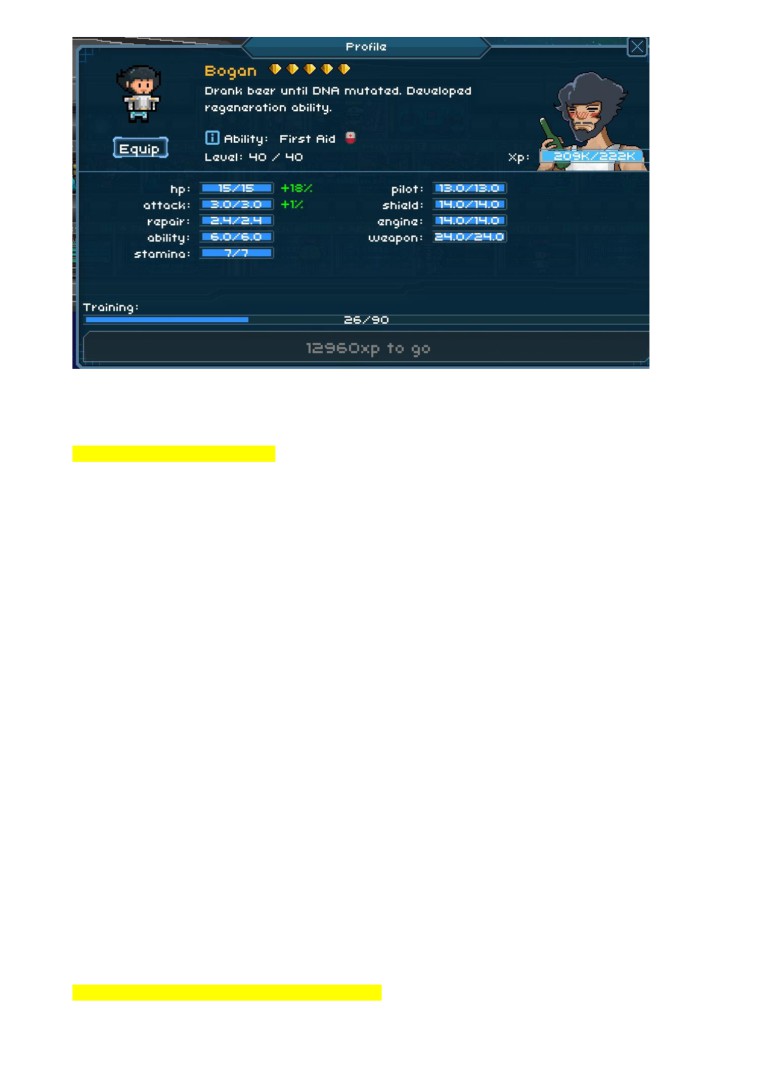 Profile
Bogan
Drank beer until DNA mutated. Developed
regeneration ability.
Ability: First Aid
Equip
Level: 40 / 40
Xp: 209K/222K
hp: 15/15 +18%
pilot: 13.0/13.0
attack: 3.0/3.0 +1%
shield: 14.0/14.0
repair: 2.4/2.4
engine: 14.0/14.0
ability: 6.0/6.0
weapon: 24.0/24.0
stamina: 7/7
Training:
26/90
12960xp to go